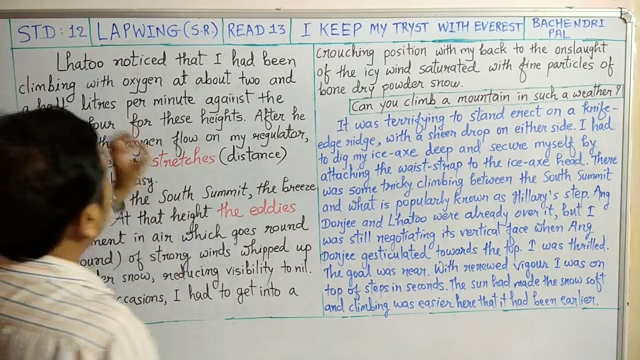 STD: 12 LAPWING (S.R.) READ 13 I KEEP MY TRYST WITH EVEREST BACHENDRI PAL
Lhatoo noticed that I had been
climbing with oxygen at about two and
litres per minute against the
four for these heights. After he
flow on my regulator,
stretches (distance)
easy.
the South Summit, the breeze
At that height the eddies
ment in air which goes round
ound) of strong winds whipped up
der snow, reducing visibility to nil.
occasions, I had to get into a
Crouching position with my back to the onslaught
of the icy wind saturated with fine particles of
bone dry powder snow.
Can you climb a mountain in such a weather?
It was terrifying to stand erect on a knife-
edge ridge, with a sheer drop on either side. I had
to dig my ice-axe deep and secure myself by
attaching the waist-strap to the ice-axe head. There
was some tricky climbing between the South Summit
and what is popularly known as Hillary's step. Ang
Dorjee and Lhatoo were already over it, but I
was still negotiating its vertical face when Ang
Dorjee gesticulated towards the top. I was thrilled.
The goal was near. With renewed vigour I was on
top of steps in seconds. The sun had made the snow soft
and climbing was easier here that it had been earlier.